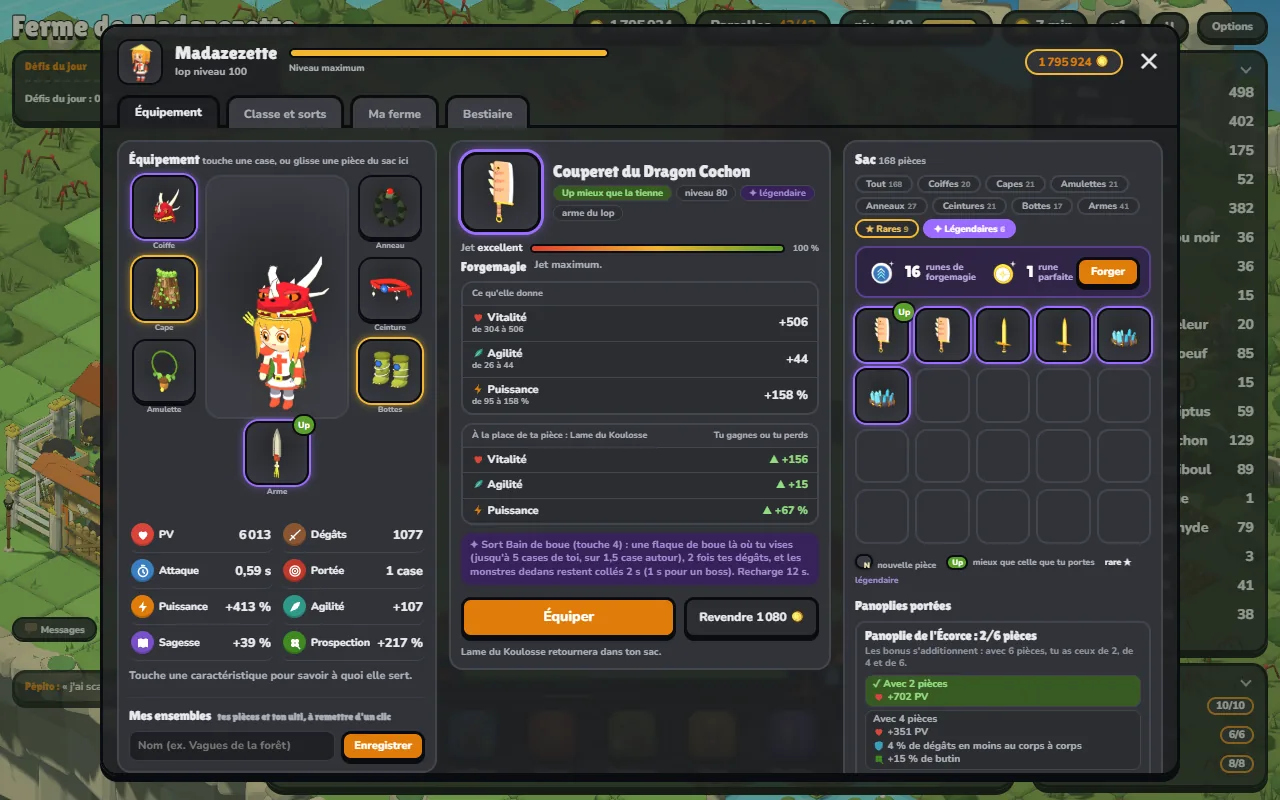 Ferme de Madazezette
Options
Défis du jour
Défis du jour : 0
Madazezette
Iop niveau 100
Niveau maximum
1 795 924
Équipement
Classe et sorts
Ma ferme
Bestiaire
Équipement touche une case, ou glisse une pièce du sac ici
Coiffe
Anneau
Cape
Ceinture
Amulette
Bottes
Up
Arme
PV 6 013
Dégâts 1077
Attaque 0,59 s
Portée 1 case
Puissance +413 %
Agilité +107
Sagesse +39 %
Prospection +217 %
Touche une caractéristique pour savoir à quoi elle sert.
Mes ensembles tes pièces et ton ulti, à remettre d'un clic
Nom (ex. Vagues de la forêt)
Enregistrer
Couperet du Dragon Cochon
Up mieux que la tienne
niveau 80
✦ légendaire
arme du Iop
Jet excellent
100 %
Forgemagie Jet maximum.
Ce qu'elle donne
Vitalité
de 304 à 506
+506
Agilité
de 26 à 44
+44
Puissance
de 95 à 158 %
+158 %
À la place de ta pièce : Lame du Koulosse
Tu gagnes ou tu perds
Vitalité ▲ +156
Agilité ▲ +15
Puissance ▲ +67 %
✦ Sort Bain de boue (touche 4) : une flaque de boue là où tu vises
(jusqu'à 5 cases de toi, sur 1,5 case autour), 2 fois tes dégâts, et les
monstres dedans restent collés 2 s (1 s pour un boss). Recharge 12 s.
Équiper
Revendre 1 080
Lame du Koulosse retournera dans ton sac.
Sac 168 pièces
Tout 168
Coiffes 20
Capes 21
Amulettes 21
Anneaux 27
Ceintures 21
Bottes 17
Armes 41
★ Rares 9
✦ Légendaires 6
16 runes de
forgemagie
1 rune
parfaite
Forger
Up
N nouvelle pièce
Up mieux que celle que tu portes
rare ★
légendaire
Panoplies portées
Panoplie de l'Écorce : 2/6 pièces
Les bonus s'additionnent : avec 6 pièces, tu as ceux de 2, de
4 et de 6.
✓ Avec 2 pièces
+702 PV
Avec 4 pièces
+351 PV
4 % de dégâts en moins au corps à corps
+15 % de butin
Messages
Pépito : « j'ai sca
498
402
175
52
382
ou noir 36
36
15
eleur 20
oeuf 85
15
iptus 59
chon 129
iboul 89
e 1
hyde 79
3
41
38
10/10
6/6
8/8